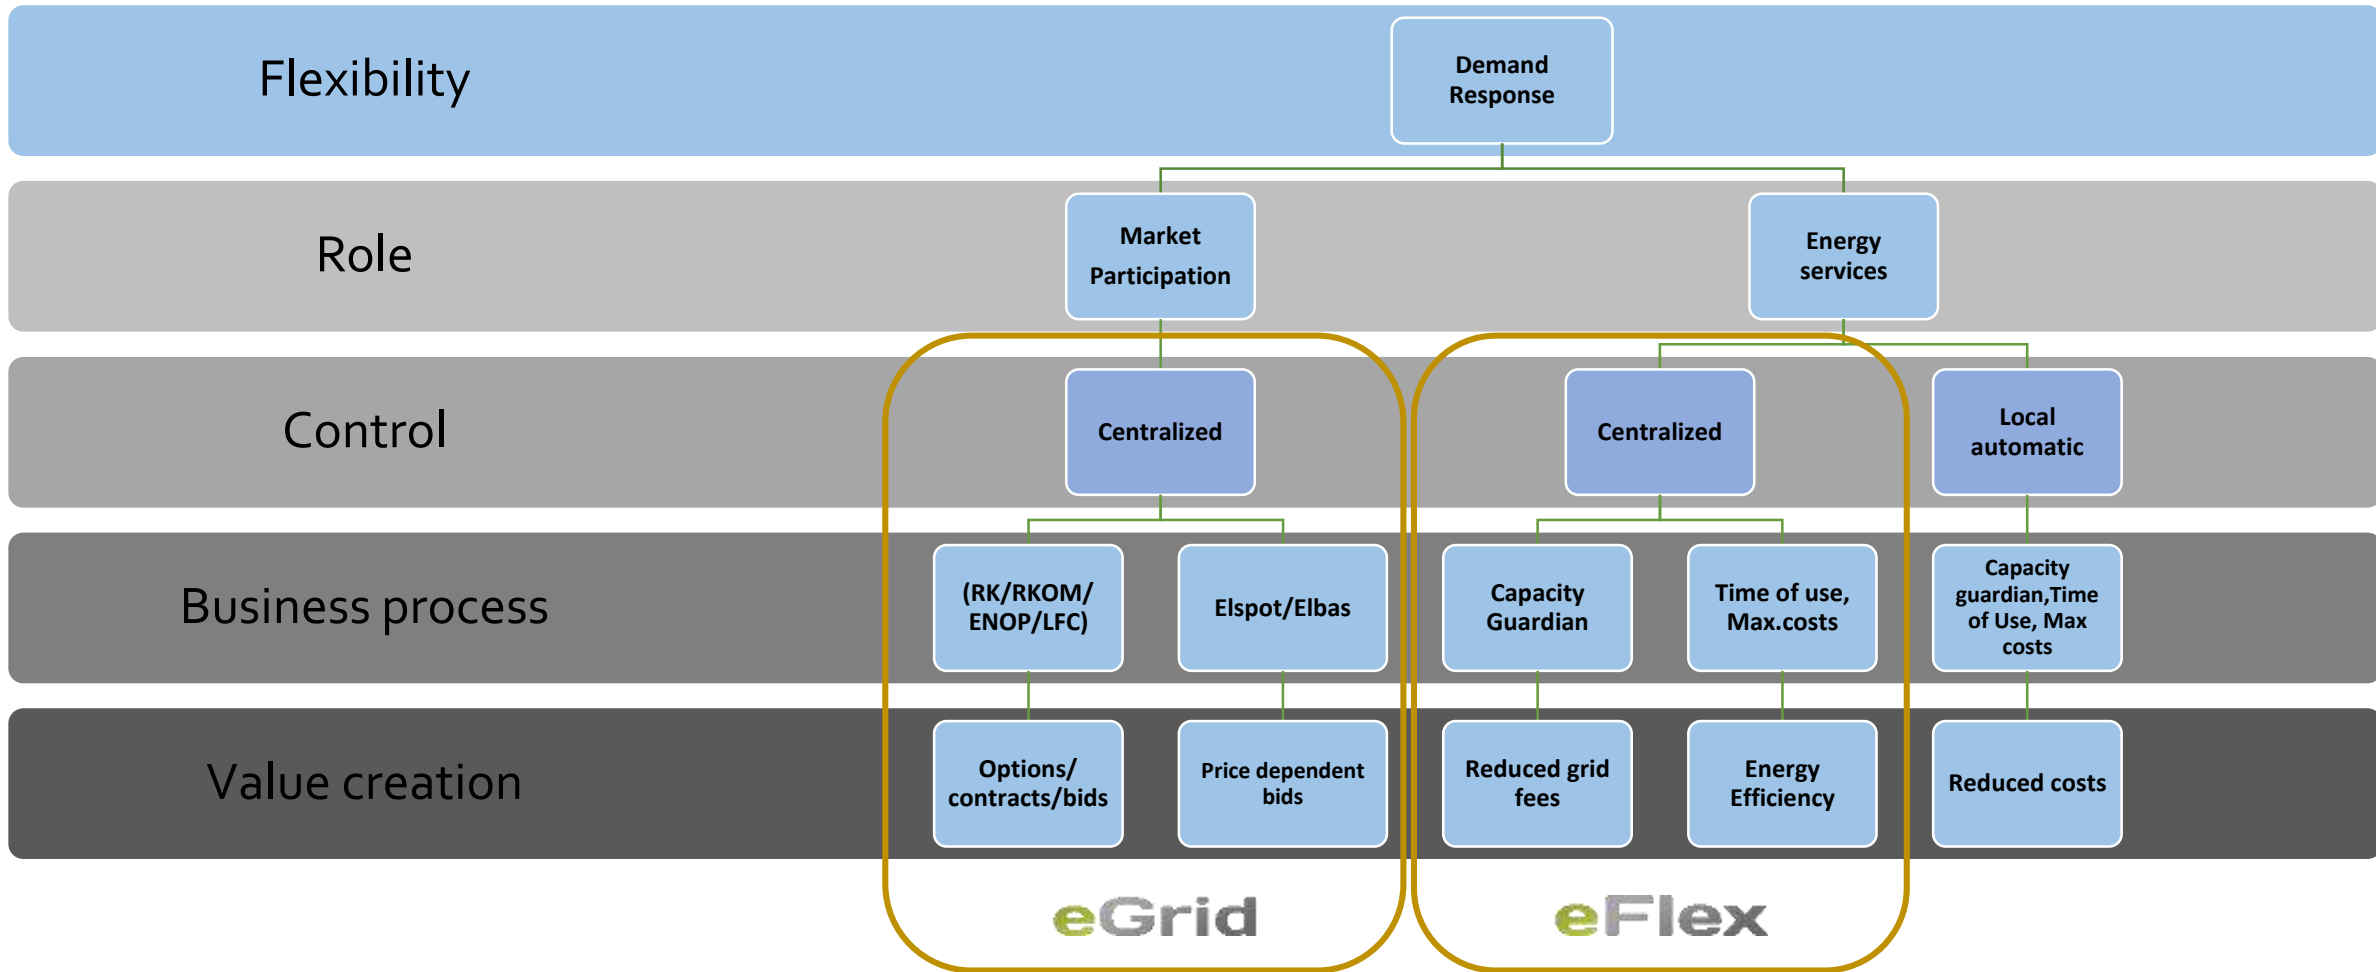 Flexibility
Demand
Response
Role
Market
Participation
Energy
services
Control
Centralized
Centralized
Local
automatic
Business process
(RK/RKOM/
ENOP/LFC)
Elspot/Elbas
Capacity
Guardian
Time of use,
Max.costs
Capacity
guardian,Time
of Use, Max
costs
Value creation
Options/
contracts/bids
Price dependent
bids
Reduced grid
fees
Energy
Efficiency
Reduced costs
eGrid
eFlex